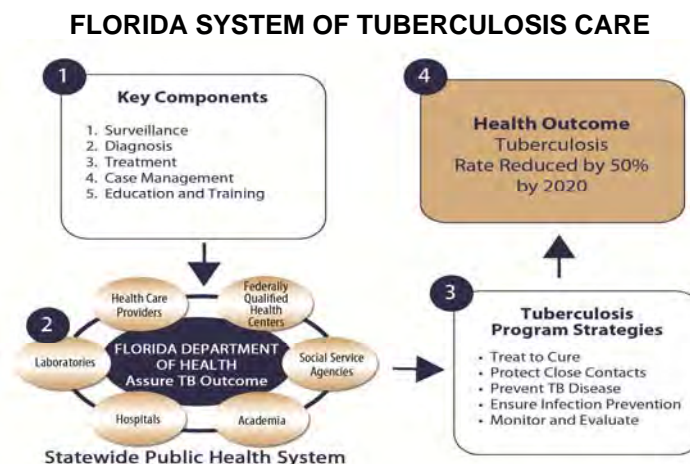 FLORIDA SYSTEM OF TUBERCULOSIS CARE
1
Key Components
1. Surveillance
2. Diagnosis
3. Treatment
4. Case Management
5. Education and Training
2
Health Care
Providers
Federally
Qualified
Health
Centers
Laboratories
FLORIDA DEPARTMENT
OF HEALTH
Assure TB Outcome
Social Service
Agencies
Hospitals
Academia
Statewide Public Health System
3
Tuberculosis
Program Strategies
• Treat to Cure
• Protect Close Contacts
• Prevent TB Disease
• Ensure Infection Prevention
• Monitor and Evaluate
4
Health Outcome
Tuberculosis
Rate Reduced by 50%
by 2020